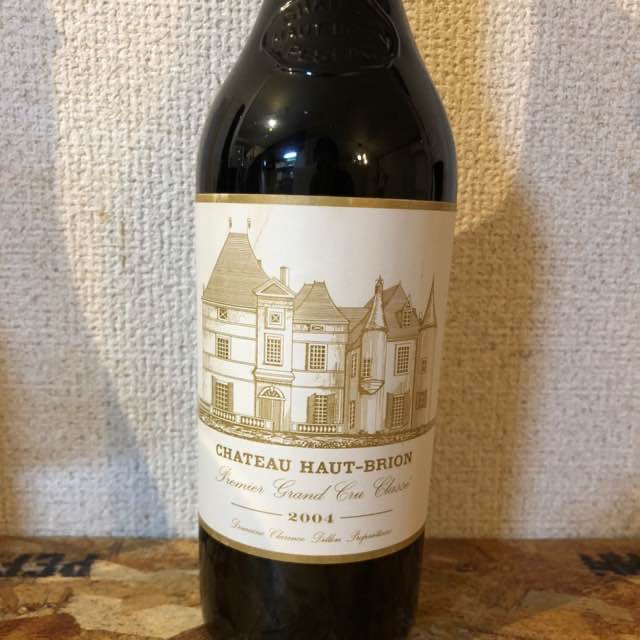 CHATEAU HAUT-BRION
Premier Grand Cru Classé
2004
Domaine Clarence Dillon Propriétaire